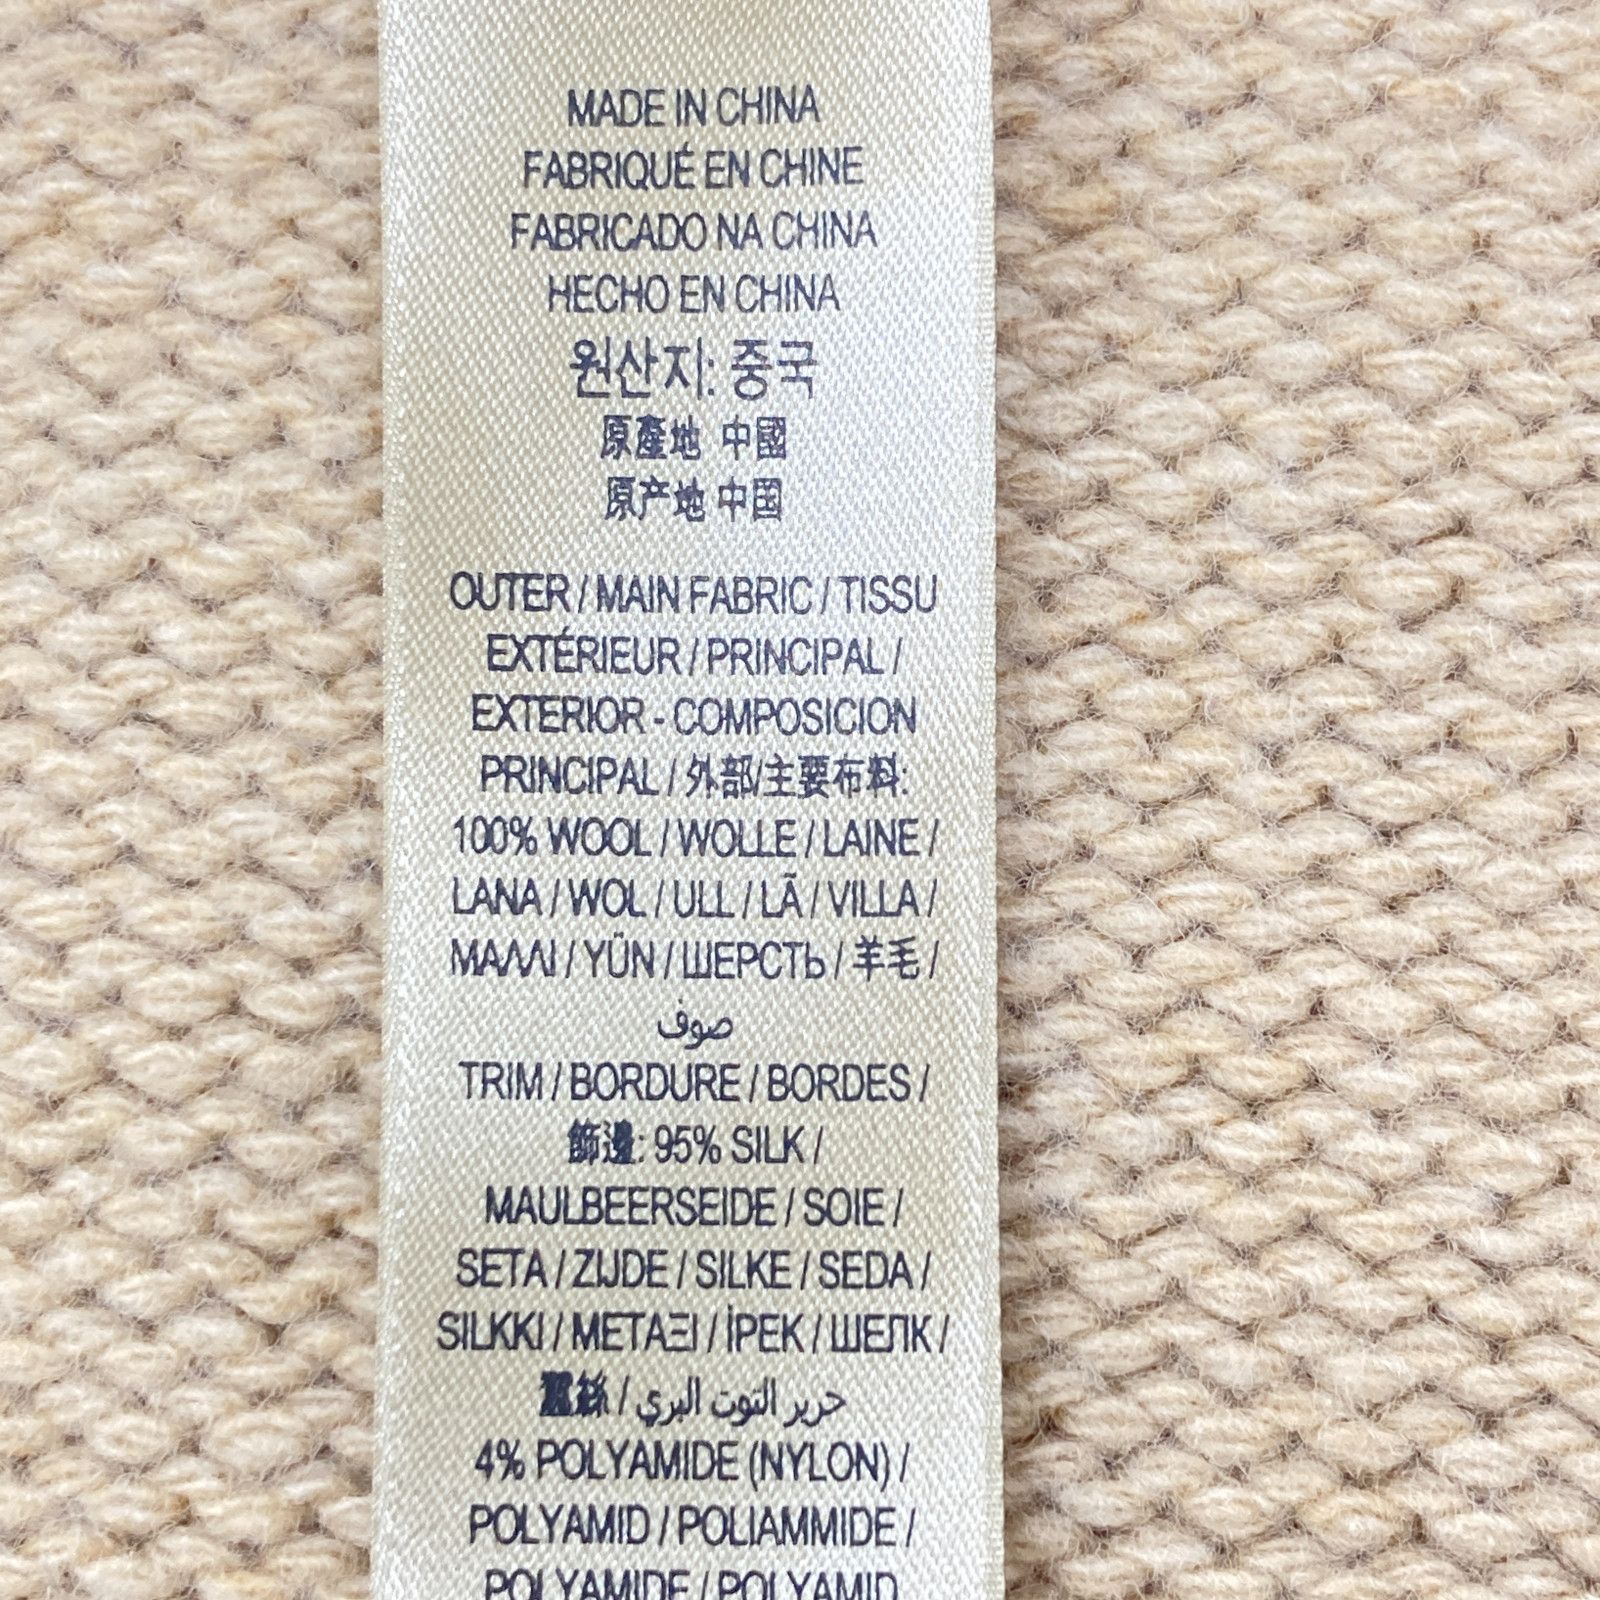 MADE IN CHINA
FABRIQUÉ EN CHINE
FABRICADO NA CHINA
HECHO EN CHINA
원산지: 중국
原產地 中國
原产地 中国
OUTER / MAIN FABRIC / TISSU
EXTÉRIEUR / PRINCIPAL /
EXTERIOR - COMPOSICION
PRINCIPAL / 外部/主要布料:
100% WOOL / WOLLE / LAINE /
LANA / WOL / ULL / LÃ / VILLA /
ΜΑΛΛΙ / YÜN / ШЕРСТЬ / 羊毛 /
صوف
TRIM / BORDURE / BORDES /
飾邊: 95% SILK /
MAULBEERSEIDE / SOIE /
SETA / ZIJDE / SILKE / SEDA /
SILKKI / ΜΕΤΑΞΙ / İPEK / ШЕЛК /
/ حرير التوت البري
4% POLYAMIDE (NYLON) /
POLYAMID / POLIAMMIDE /
POLYAMIDE / POLYAMID